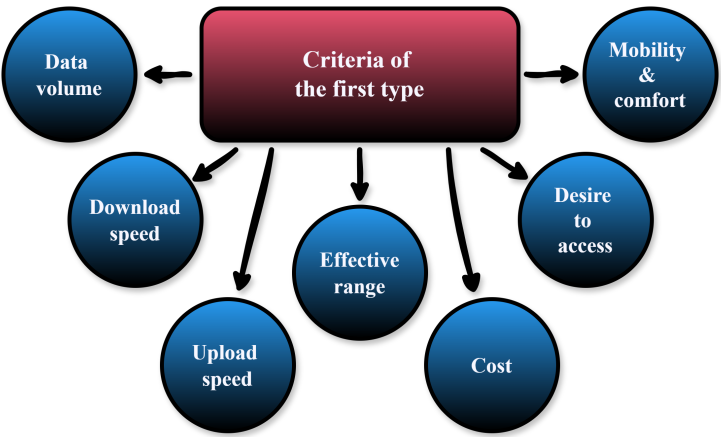 Criteria of
the first type
Data
volume
Download
speed
Upload
speed
Effective
range
Cost
Desire
to
access
Mobility
&
comfort